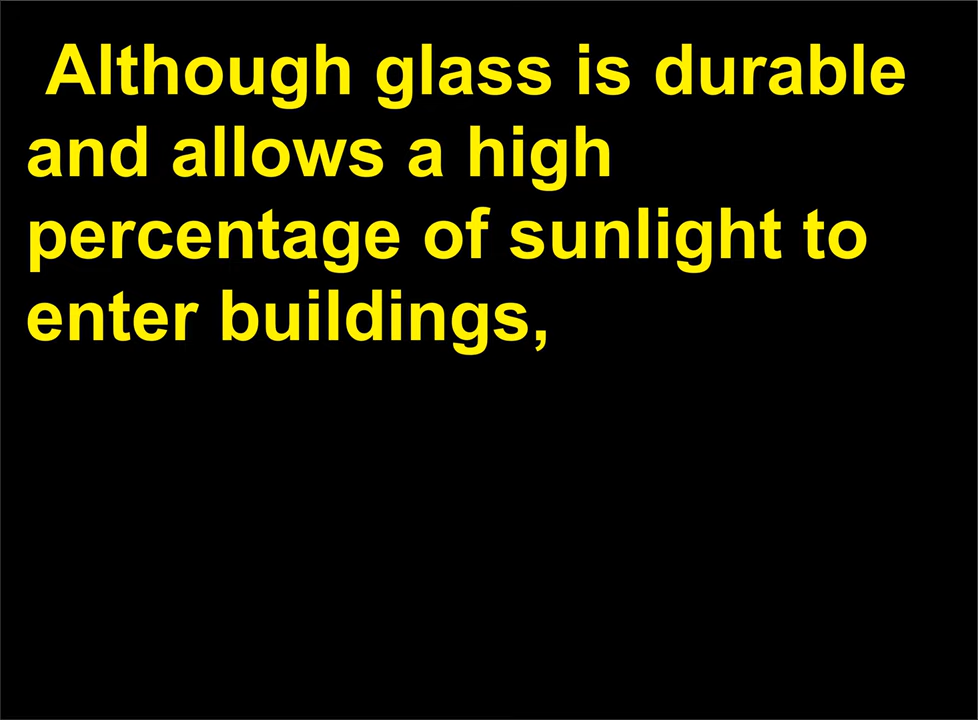 Although glass is durable
and allows a high
percentage of sunlight to
enter buildings,